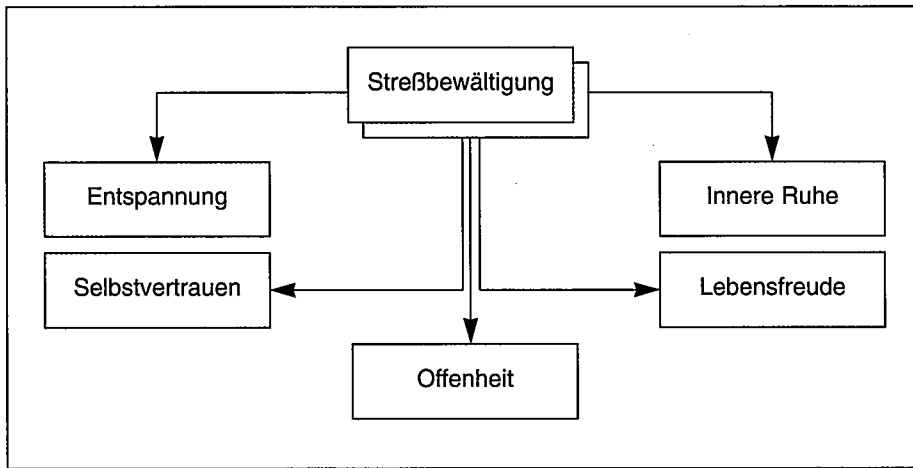 Streßbewältigung
Entspannung
Innere Ruhe
Selbstvertrauen
Lebensfreude
Offenheit